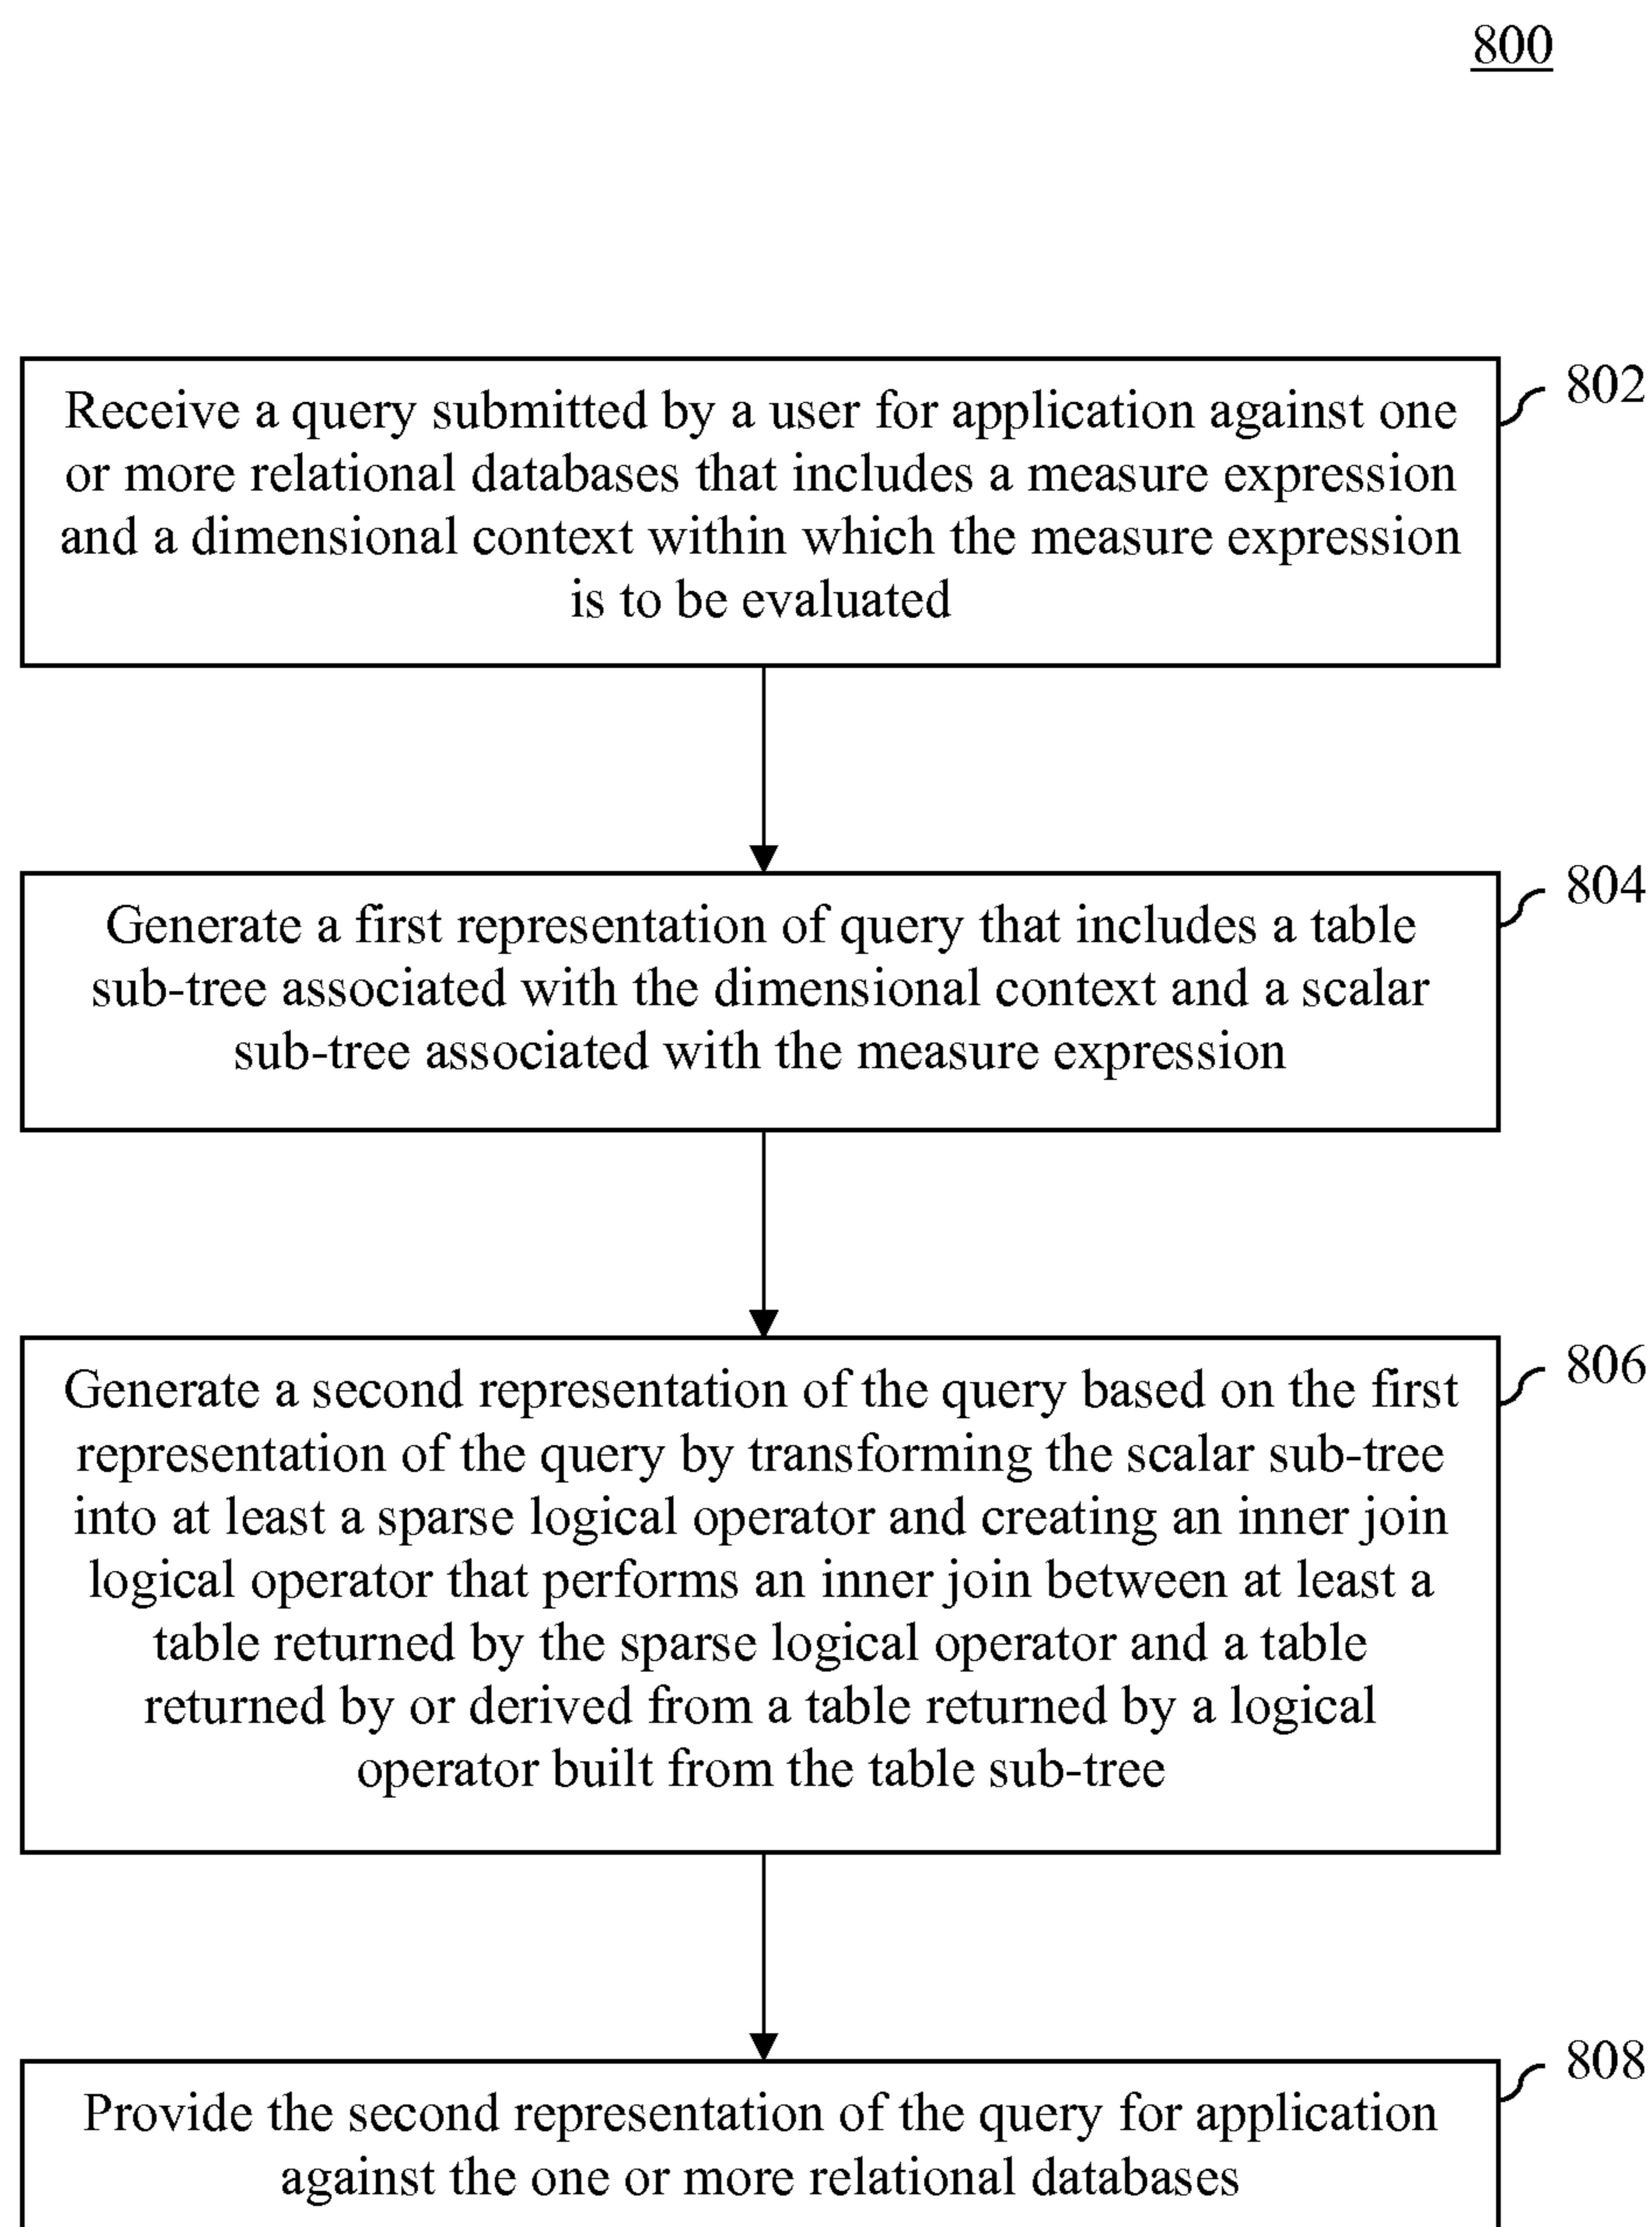 800
802
Receive a query submitted by a user for application against one
or more relational databases that includes a measure expression
and a dimensional context within which the measure expression
is to be evaluated
804
Generate a first representation of query that includes a table
sub-tree associated with the dimensional context and a scalar
sub-tree associated with the measure expression
806
Generate a second representation of the query based on the first
representation of the query by transforming the scalar sub-tree
into at least a sparse logical operator and creating an inner join
logical operator that performs an inner join between at least a
table returned by the sparse logical operator and a table
returned by or derived from a table returned by a logical
operator built from the table sub-tree
808
Provide the second representation of the query for application
against the one or more relational databases